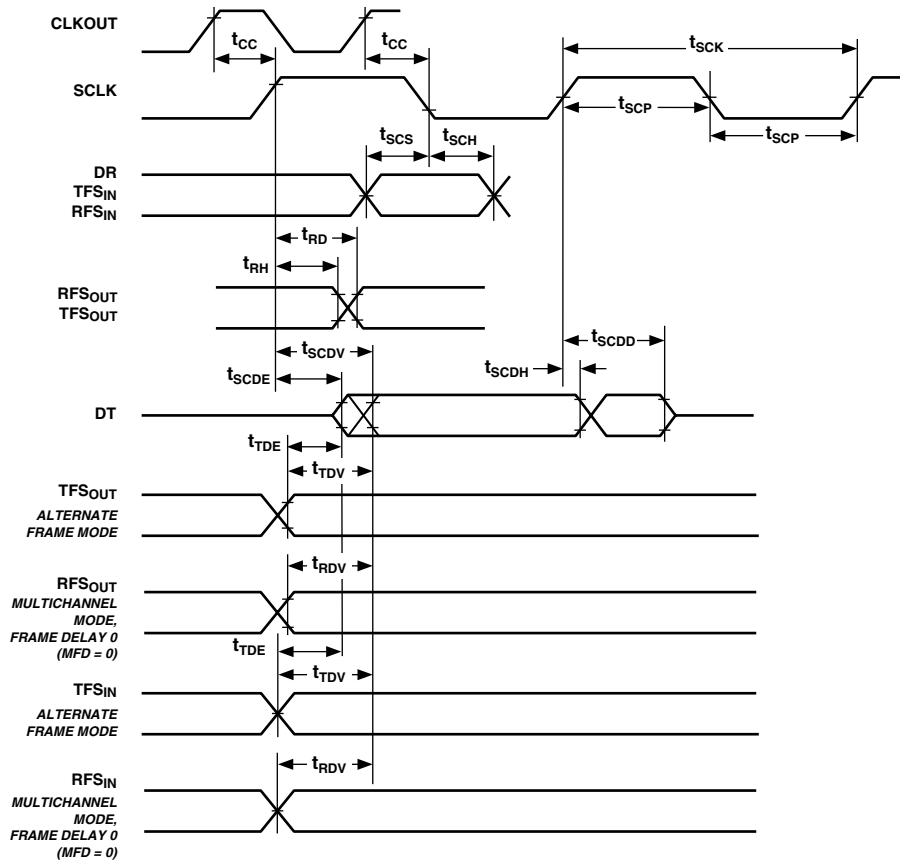 CLKOUT
tCC
tCC
tSCK
SCLK
tSCP
tSCP
tSCS
tSCH
DR
TFSIN
RFSIN
tRD
tRH
RFSOUT
TFSOUT
tSCDV
tSCDD
tSCDE
tSCDH
DT
tTDE
tTDV
TFSOUT
ALTERNATE
FRAME MODE
tRDV
RFSOUT
MULTICHANNEL
MODE,
FRAME DELAY 0
(MFD = 0)
tTDE
tTDV
TFSIN
ALTERNATE
FRAME MODE
tRDV
RFSIN
MULTICHANNEL
MODE,
FRAME DELAY 0
(MFD = 0)